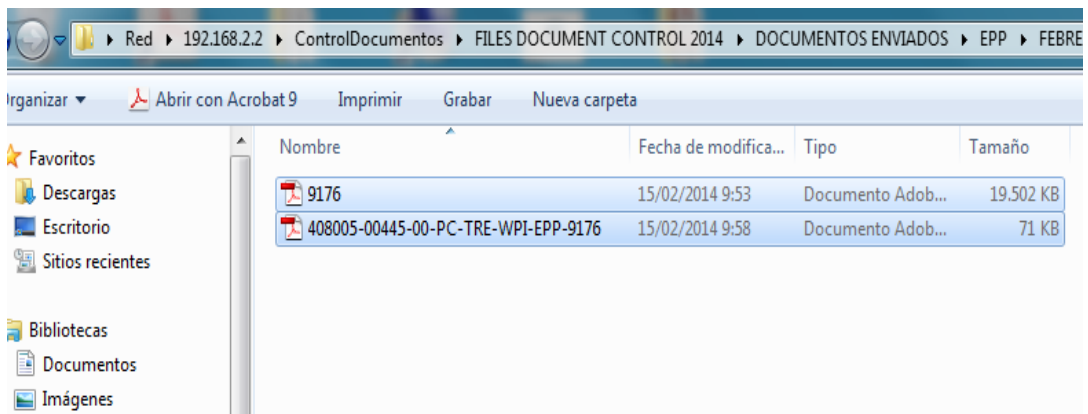 Red ▸ 192.168.2.2 ▸ ControlDocumentos ▸ FILES DOCUMENT CONTROL 2014 ▸ DOCUMENTOS ENVIADOS ▸ EPP ▸ FEBRE
rganizar Abrir con Acrobat 9 Imprimir Grabar Nueva carpeta
Favoritos
Descargas
Escritorio
Sitios recientes
Bibliotecas
Documentos
Imágenes
Nombre Fecha de modifica... Tipo Tamaño
9176 15/02/2014 9:53 Documento Adob... 19.502 KB
408005-00445-00-PC-TRE-WPI-EPP-9176 15/02/2014 9:58 Documento Adob... 71 KB